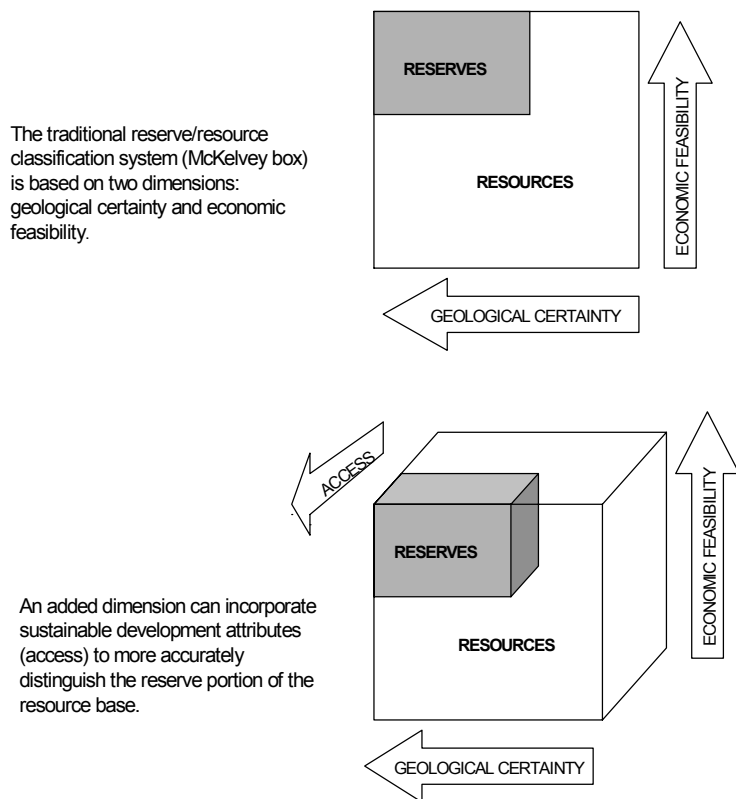 RESERVES
The traditional reserve/resource
classification system (McKelvey box)
is based on two dimensions:
geological certainty and economic
feasibility.
RESOURCES
ECONOMIC FEASIBILITY
GEOLOGICAL CERTAINTY
ACCESS
RESERVES
An added dimension can incorporate
sustainable development attributes
(access) to more accurately
distinguish the reserve portion of the
resource base.
RESOURCES
ECONOMIC FEASIBILITY
GEOLOGICAL CERTAINTY